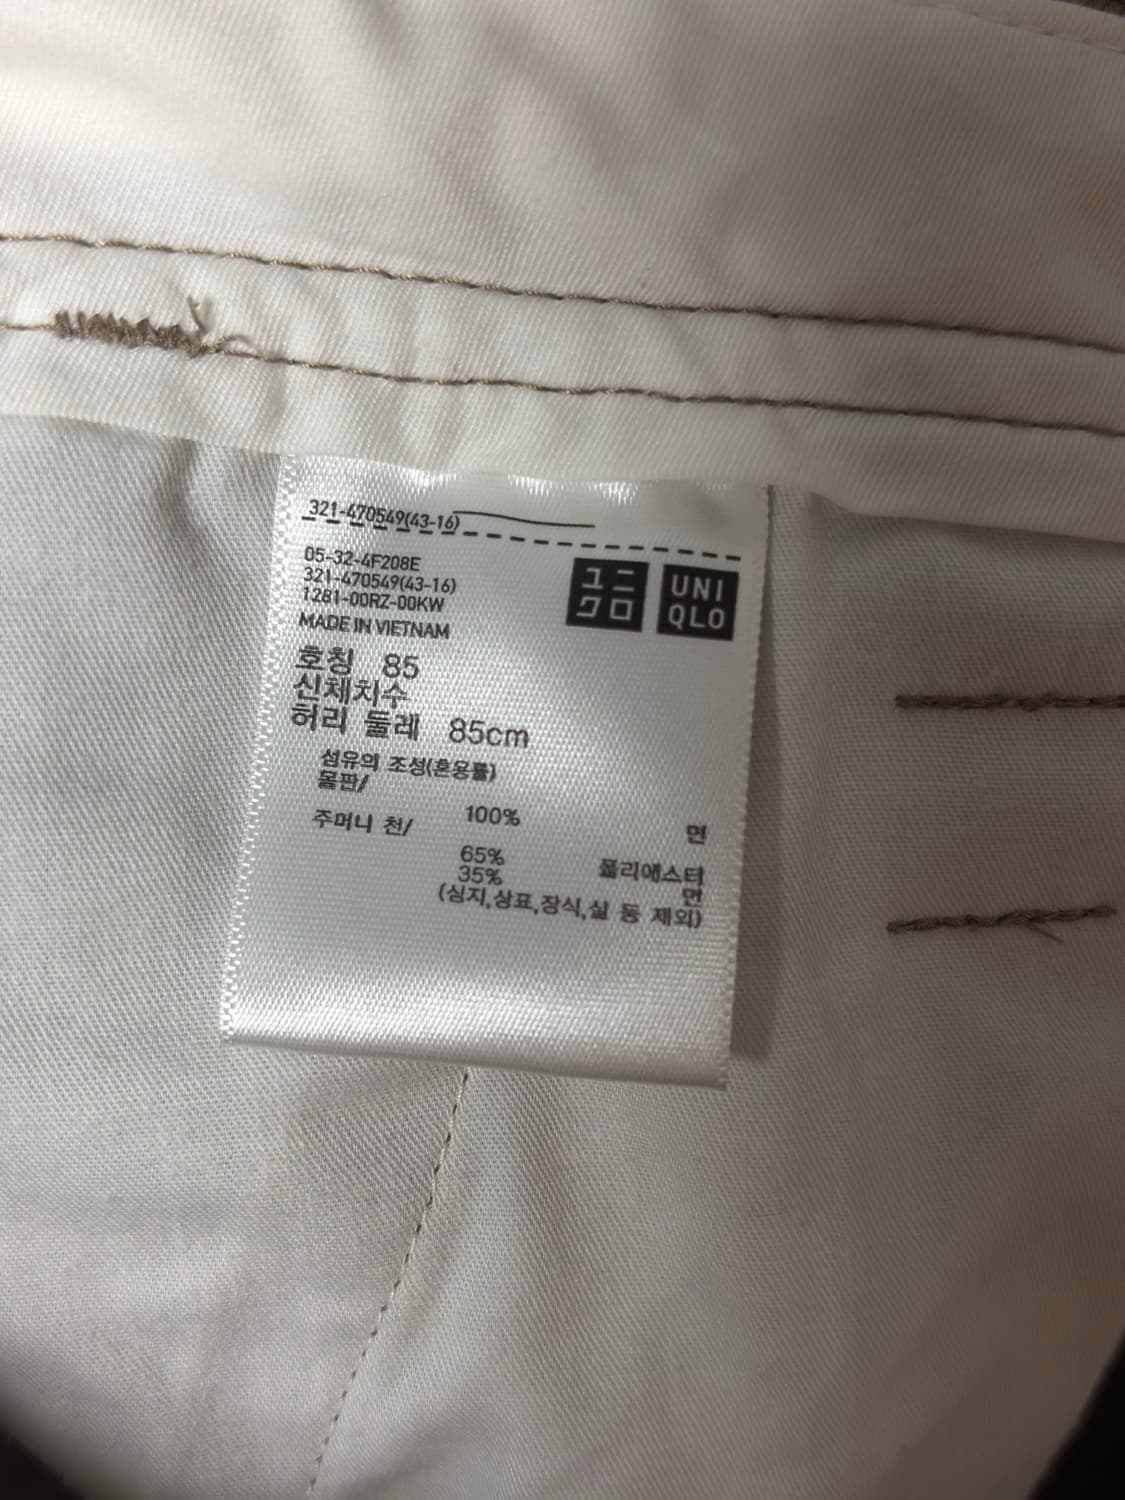 321-470549(43-16)
05-32-4F208E
321-470549(43-16)
1281-00RZ-00KW
MADE IN VIETNAM
ユニ
クロ
UNI
QLO
호칭 85
신체치수
허리 둘레 85cm
섬유의 조성(혼용률)
몸판/
100% 면
주머니 천/
65% 폴리에스터
35% 면
(심지,상표,장식,실 등 제외)